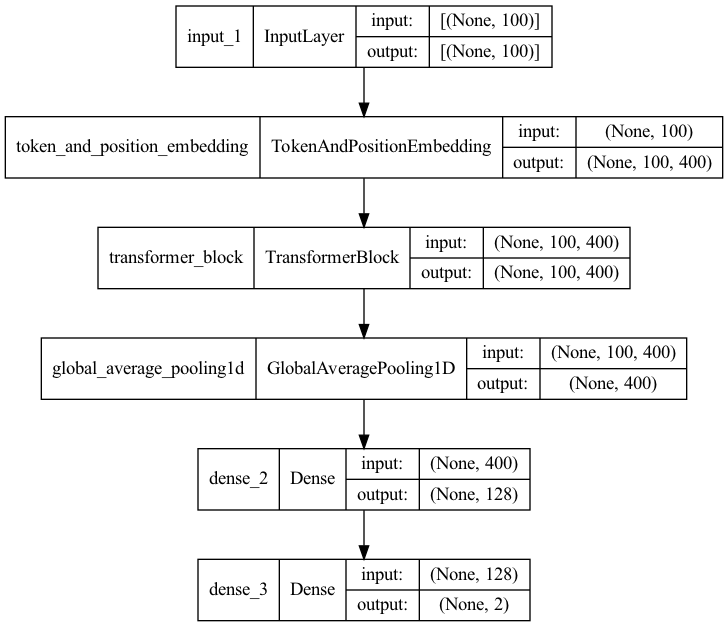 input_1 InputLayer input: [(None, 100)]
output: [(None, 100)]
token_and_position_embedding TokenAndPositionEmbedding input: (None, 100)
output: (None, 100, 400)
transformer_block TransformerBlock input: (None, 100, 400)
output: (None, 100, 400)
global_average_pooling1d GlobalAveragePooling1D input: (None, 100, 400)
output: (None, 400)
dense_2 Dense input: (None, 400)
output: (None, 128)
dense_3 Dense input: (None, 128)
output: (None, 2)